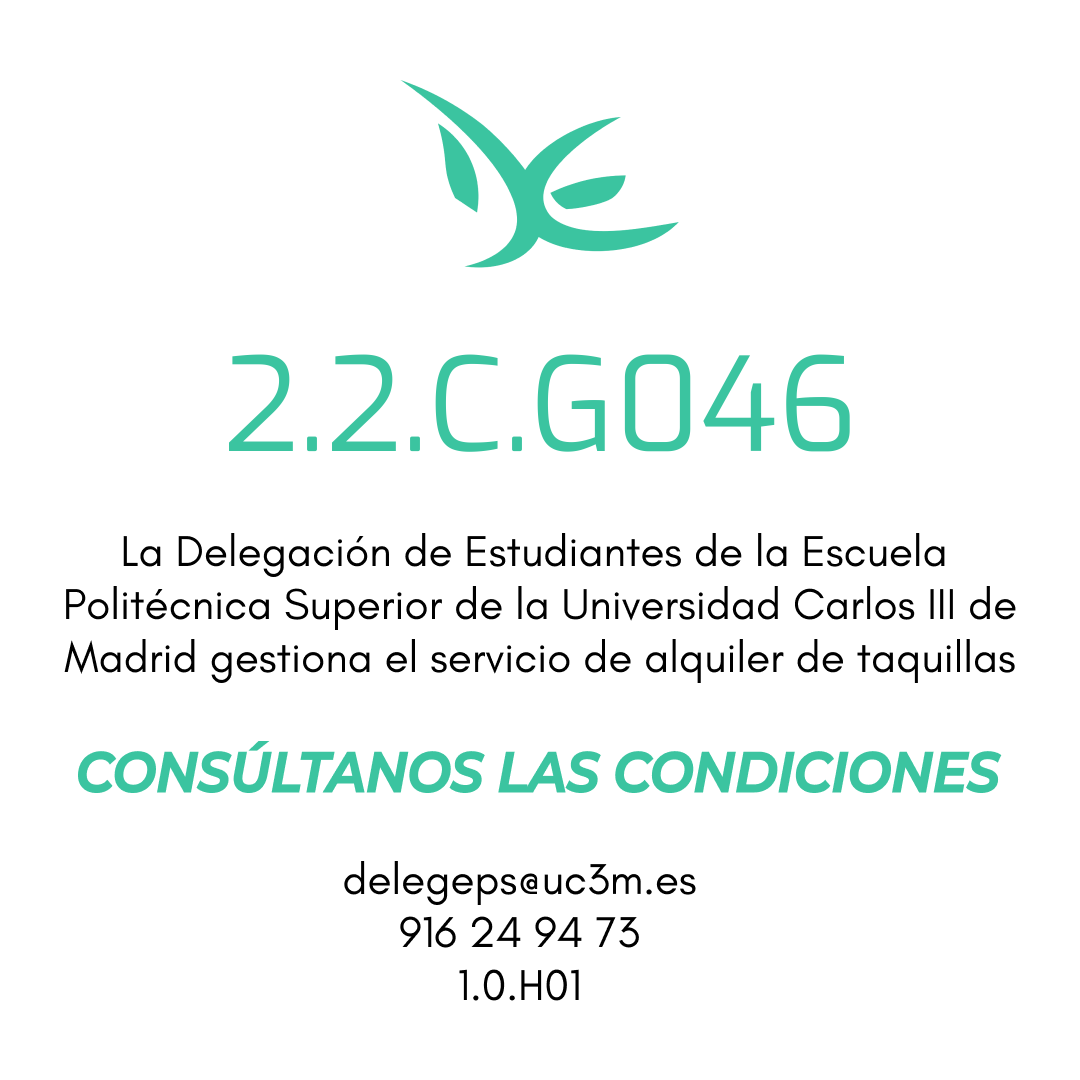 2.2.C.G046
La Delegación de Estudiantes de la Escuela
Politécnica Superior de la Universidad Carlos III de
Madrid gestiona el servicio de alquiler de taquillas
CONSÚLTANOS LAS CONDICIONES
delegeps@uc3m.es
916 24 94 73
1.0.H01